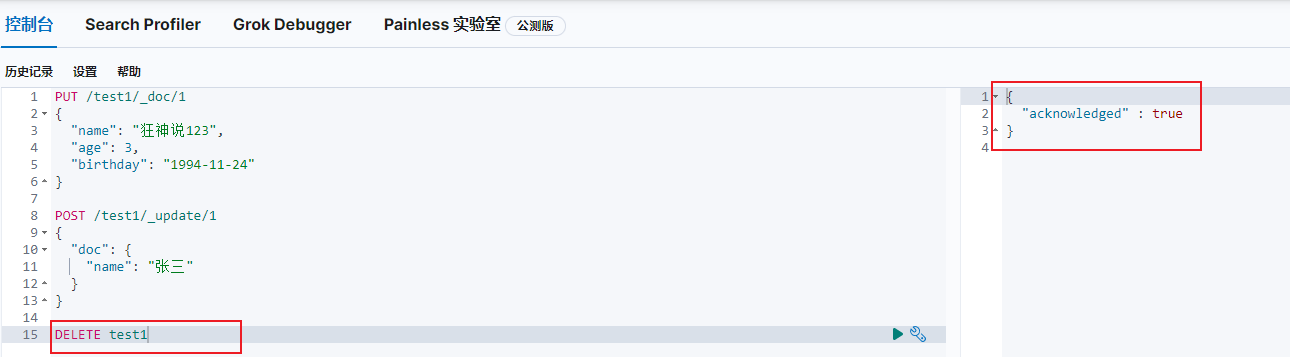 控制台 Search Profiler Grok Debugger Painless 实验室 公测版
历史记录 设置 帮助
1 PUT /test1/_doc/1
2 {
3 "name": "狂神说123",
4 "age": 3,
5 "birthday": "1994-11-24"
6 }
7
8 POST /test1/_update/1
9 {
10 "doc": {
11 "name": "张三"
12 }
13 }
14
15 DELETE test1
1 {
2 "acknowledged" : true
3 }
4